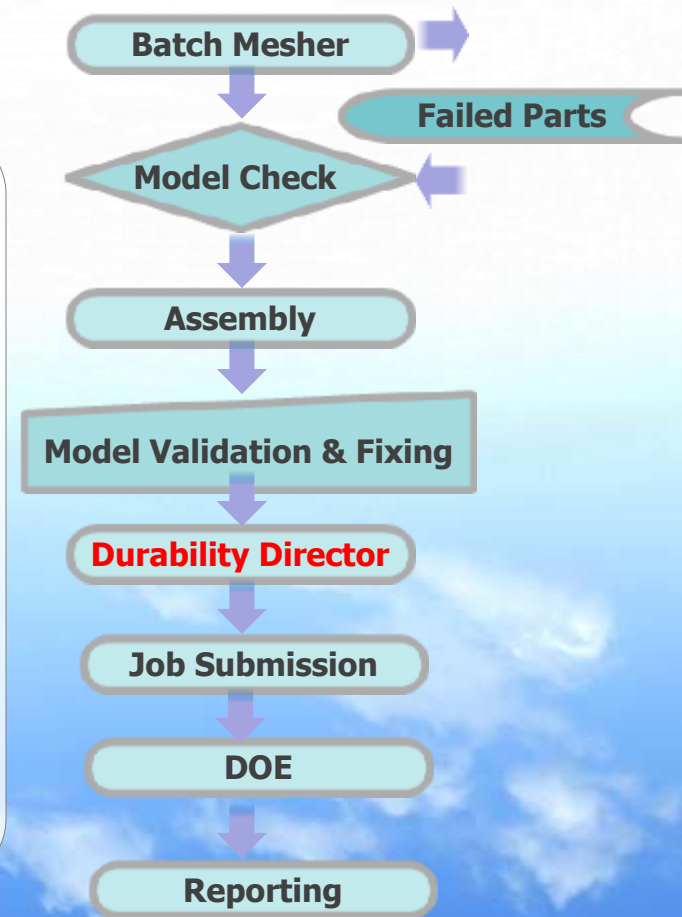 Batch Mesher
Failed Parts
Model Check
Assembly
Model Validation & Fixing
Durability Director
Job Submission
DOE
Reporting